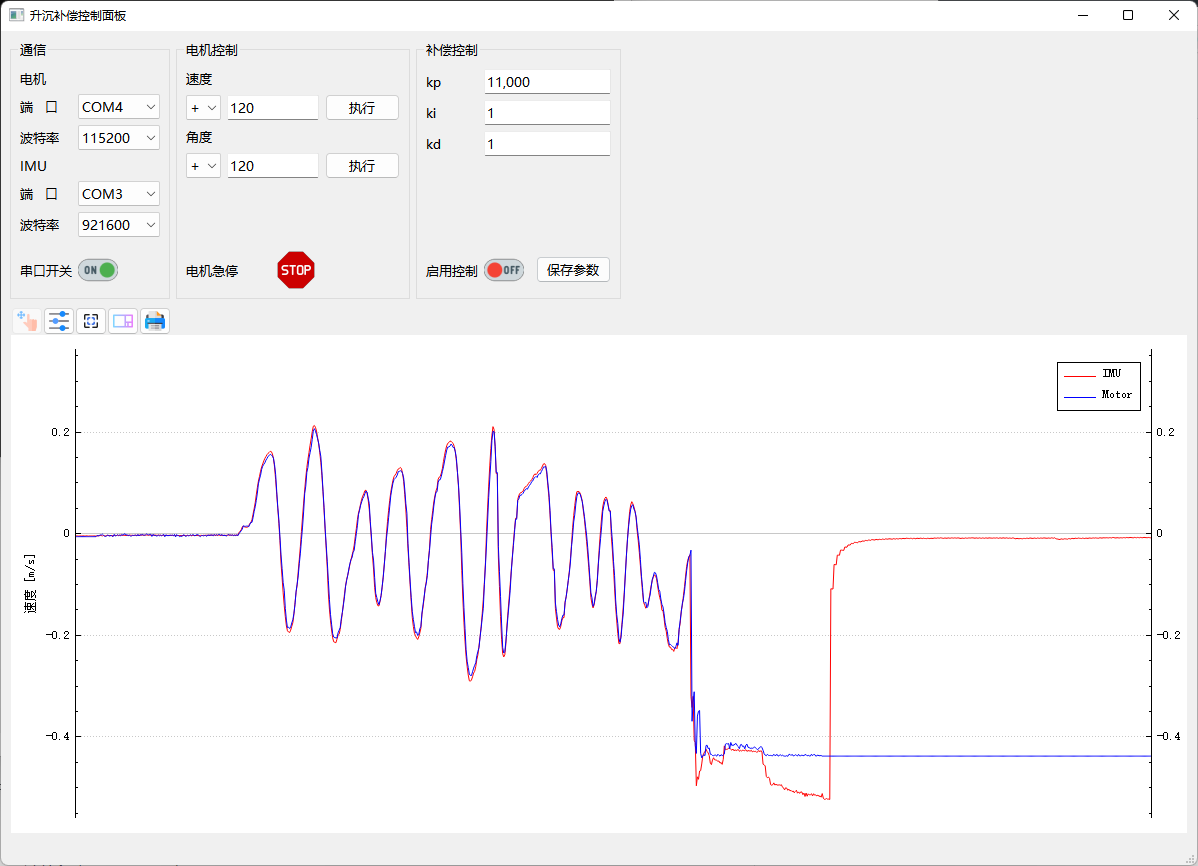 升沉补偿控制面板
通信
电机
端 口 COM4
波特率 115200
IMU
端 口 COM3
波特率 921600
串口开关 ON
电机控制
速度
+ 120 执行
角度
+ 120 执行
电机急停 STOP
补偿控制
kp 11,000
ki 1
kd 1
启用控制 OFF 保存参数
IMU
Motor
0.2 0.2
0 0
速度 [m/s]
-0.2 -0.2
-0.4 -0.4